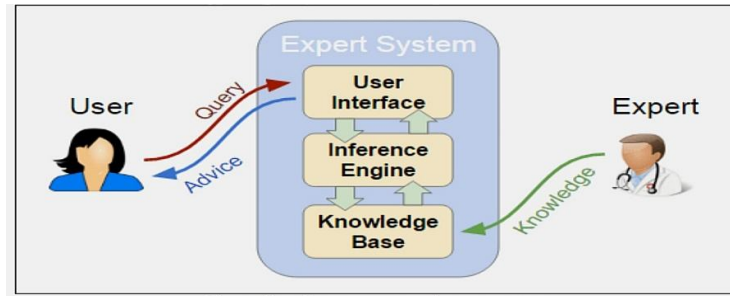 Expert System
User
Query
Advice
User
Interface
Inference
Engine
Knowledge
Base
Expert
Knowledge